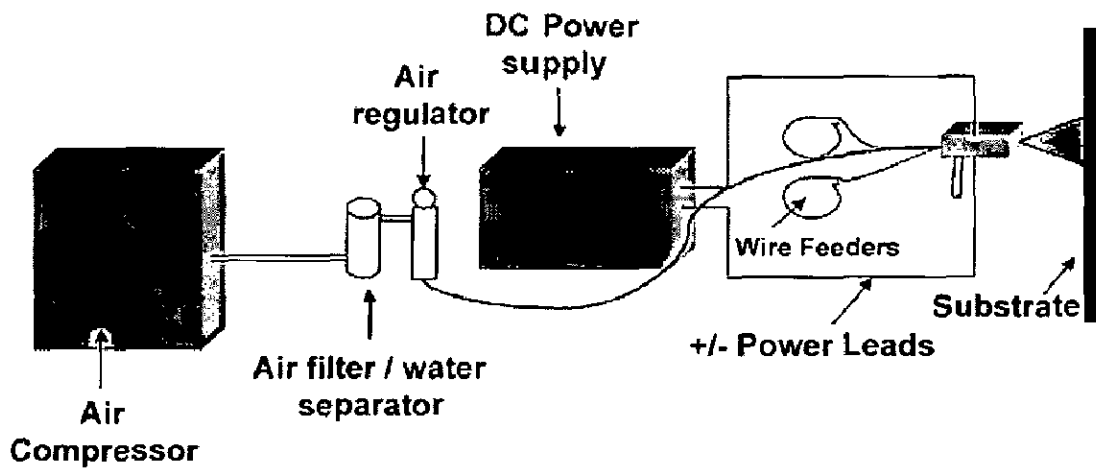 DC Power
supply
Air
regulator
Wire Feeders
Substrate
+/- Power Leads
Air filter / water
separator
Air
Compressor